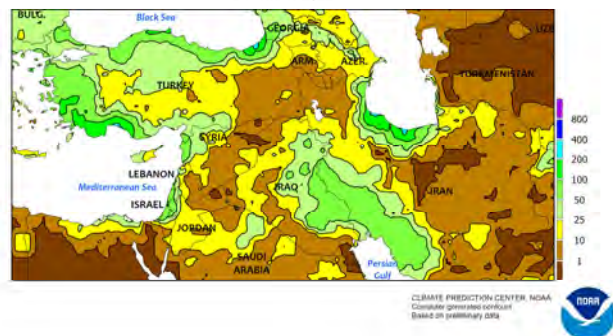 BULG.
Black Sea
GEORGIA
UZB
ARM.
AZER.
TURKMENISTAN
TURKEY
SYRIA
LEBANON
Mediterranean Sea
ISRAEL
IRAQ
IRAN
JORDAN
SAUDI
ARABIA
Persian
Gulf
800
400
200
100
50
25
10
1
CLIMATE PREDICTION CENTER, NOAA
Computer generated contours
Based on preliminary data
NOAA